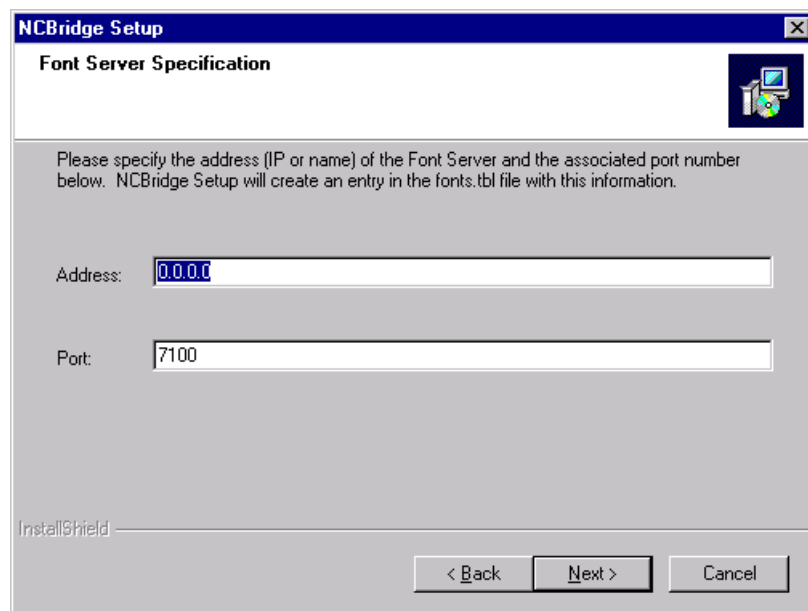 NCBridge Setup
Font Server Specification
Please specify the address (IP or name) of the Font Server and the associated port number
below. NCBridge Setup will create an entry in the fonts.tbl file with this information.
Address: 0.0.0.0
Port: 7100
InstallShield
< Back Next > Cancel